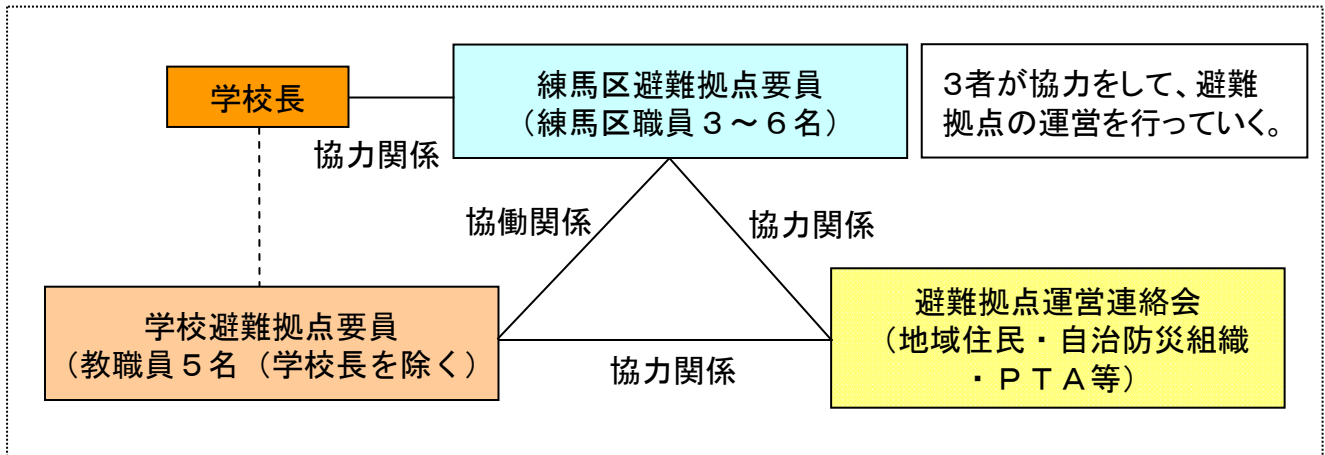 学校長
練馬区避難拠点要員
（練馬区職員３～６名）
３者が協力をして、避難
拠点の運営を行っていく。
協力関係
協働関係
協力関係
学校避難拠点要員
（教職員５名（学校長を除く）
協力関係
避難拠点運営連絡会
（地域住民・自治防災組織
・ＰＴＡ等）